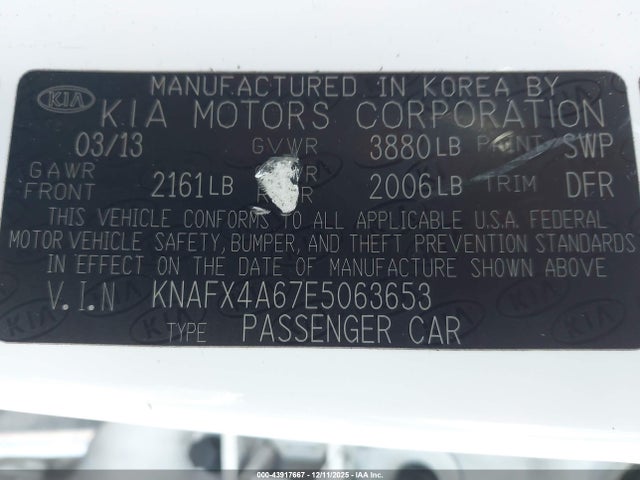 MANUFACTURED IN KOREA BY
KIA KIA MOTORS CORPORATION
03/13 GVWR 3880LB PAINT SWP
GAWR
FRONT 2161LB 2006LB TRIM DFR
THIS VEHICLE CONFORMS TO ALL APPLICABLE U.S.A. FEDERAL
MOTOR VEHICLE SAFETY, BUMPER, AND THEFT PREVENTION STANDARDS
IN EFFECT ON THE DATE OF MANUFACTURE SHOWN ABOVE
V.I.N KNAFX4A67E5063653
TYPE PASSENGER CAR
000-43917667 - 12/11/2025 - IAA Inc.